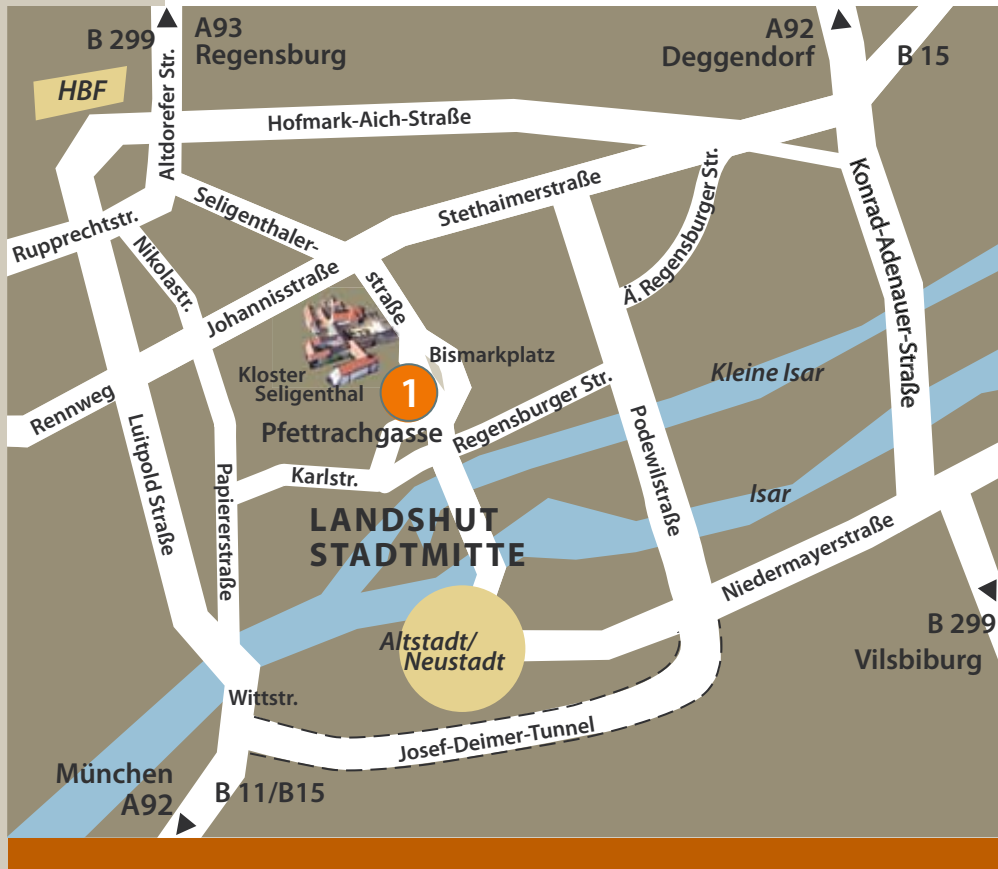 B 299
A93
Regensburg
A92
Deggendorf
B 15
HBF
Altdorefer Str.
Hofmark-Aich-Straße
Stethaimerstraße
Seligenthaler-
straße
Ä. Regensburger Str.
Konrad-Adenauer-Straße
Rupprechtstr.
Nikolastr.
Johannisstraße
Bismarkplatz
Kloster
Seligenthal
1
Kleine Isar
Rennweg
Pfettrachgasse
Regensburger Str.
Luitpold Straße
Papiererstraße
Karlstr.
Podewilstraße
Isar
LANDSHUT
STADTMITTE
Niedermayerstraße
Altstadt/
Neustadt
B 299
Vilsbiburg
Wittstr.
Josef-Deimer-Tunnel
München
A92
B 11/B15